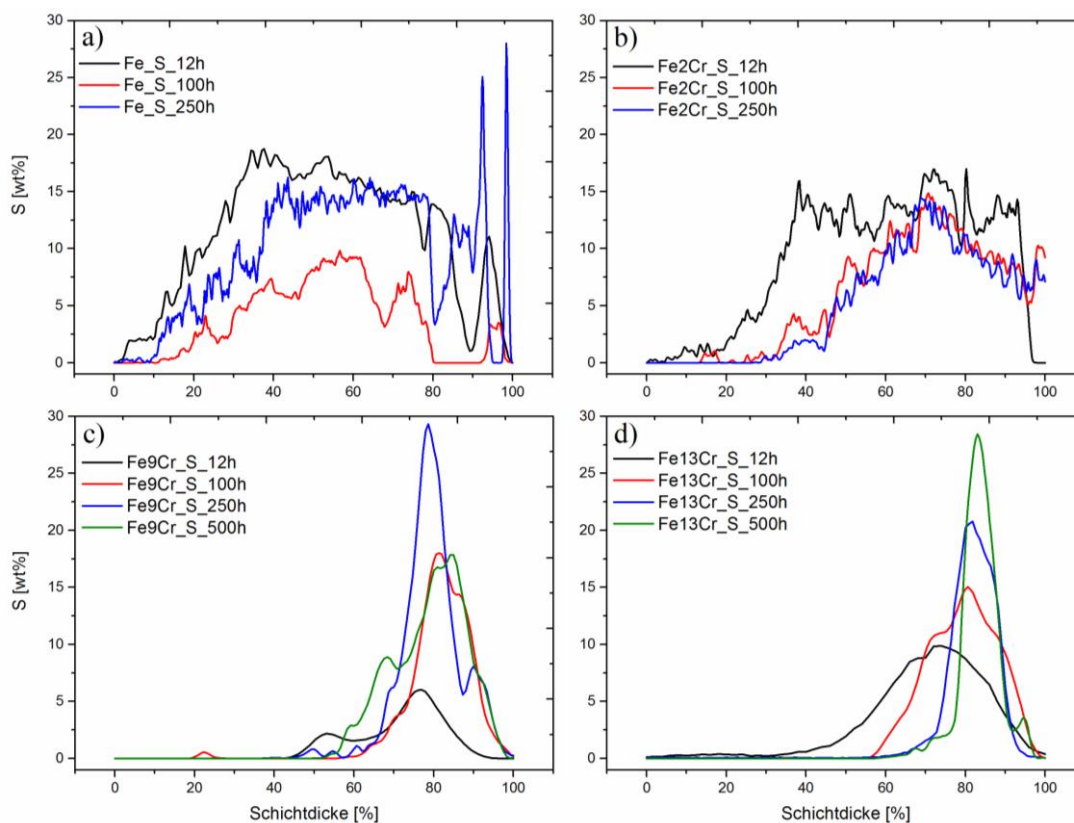 a)
Fe_S_12h
Fe_S_100h
Fe_S_250h
S [wt%]
30
25
20
15
10
5
0
0 20 40 60 80 100
b)
Fe2Cr_S_12h
Fe2Cr_S_100h
Fe2Cr_S_250h
30
25
20
15
10
5
0
0 20 40 60 80 100
c)
Fe9Cr_S_12h
Fe9Cr_S_100h
Fe9Cr_S_250h
Fe9Cr_S_500h
S [wt%]
30
25
20
15
10
5
0
0 20 40 60 80 100
Schichtdicke [%]
d)
Fe13Cr_S_12h
Fe13Cr_S_100h
Fe13Cr_S_250h
Fe13Cr_S_500h
30
25
20
15
10
5
0
0 20 40 60 80 100
Schichtdicke [%]